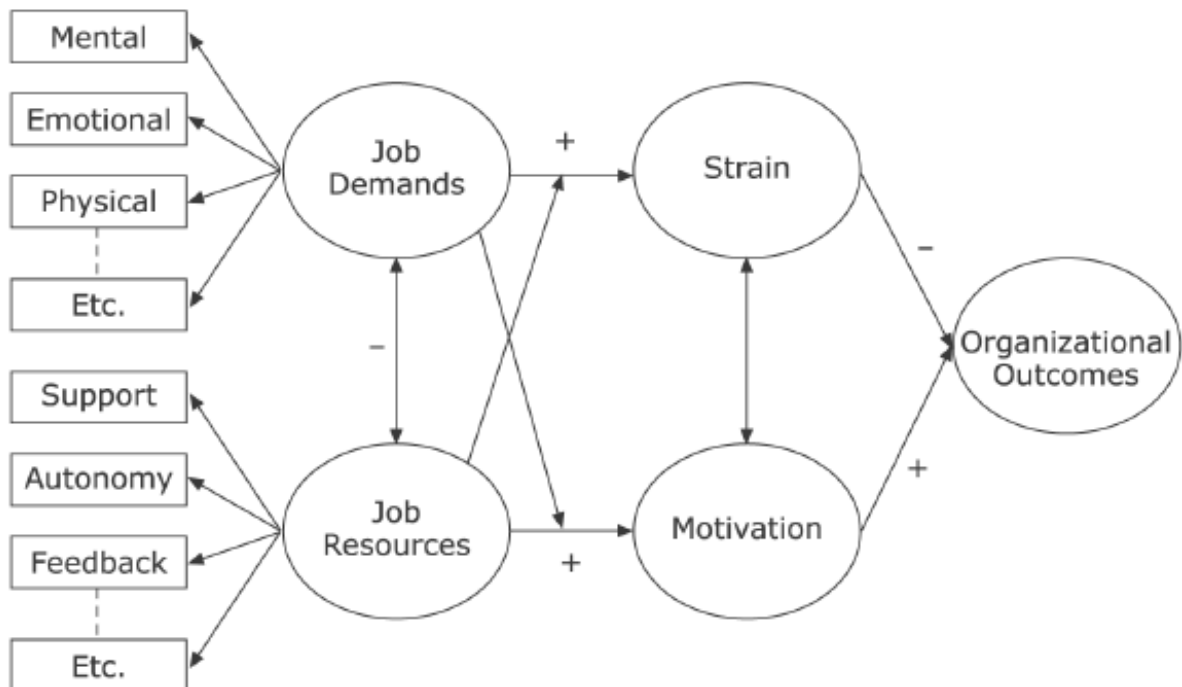 Mental
Emotional
Physical
Etc.
Support
Autonomy
Feedback
Etc.
Job
Demands
Job
Resources
+
–
+
Strain
Motivation
–
+
Organizational
Outcomes